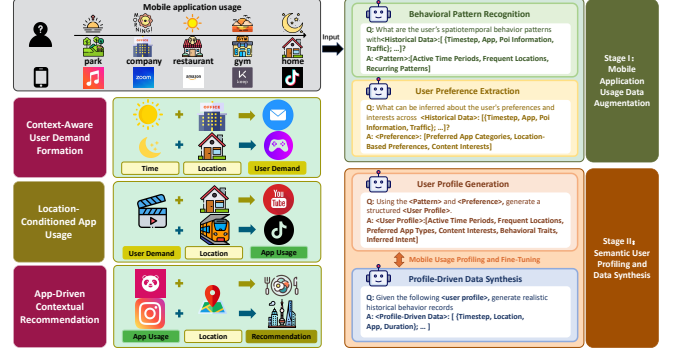 Mobile application usage
MORNING!
park
company
restaurant
gym
home
zoom
amazon
K
keep
Input
Context-Aware
User Demand
Formation
OFFICE
Time
Location
User Demand
Location-
Conditioned App
Usage
You
Tube
User Demand
Location
App Usage
App-Driven
Contextual
Recommendation
App Usage
Location
Recommendation
Behavioral Pattern Recognition
Q: What are the user's spatiotemporal behavior patterns
with<Historical Data>: [ {Timestep, App, Poi Information,
Traffic}; ...]?
A: <Pattern>:[Active Time Periods, Frequent Locations,
Recurring Patterns]
User Preference Extraction
Q: What can be inferred about the user's preferences and
interests across <Historical Data>: [{Timestep, App, Poi
Information, Traffic}; ...]?
A: <Preference>: [Preferred App Categories, Location-
Based Preferences, Content Interests]
Stage I:
Mobile
Application
Usage Data
Augmentation
User Profile Generation
Q: Using the <Pattern> and <Preference>, generate a
structured <User Profile>.
A: <User Profile>:[Active Time Periods, Frequent Locations,
Preferred App Types, Content Interests, Behavioral Traits,
Inferred Intent]
Mobile Usage Profiling and Fine-Tuning
Profile-Driven Data Synthesis
Q: Given the following <user profile>, generate realistic
historical behavior records
A: <Profile-Driven Data>: [ {Timestep, Location,
App, Duration}; ... ]
Stage II:
Semantic User
Profiling and
Data Synthesis